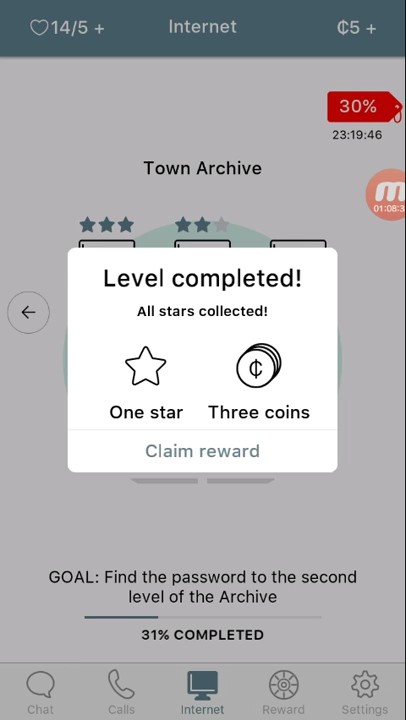 14/5 +
Internet
₵5 +
30%
23:19:46
Town Archive
01:08:3
Level completed!
All stars collected!
One star
Three coins
Claim reward
GOAL: Find the password to the second
level of the Archive
31% COMPLETED
Chat
Calls
Internet
Reward
Settings